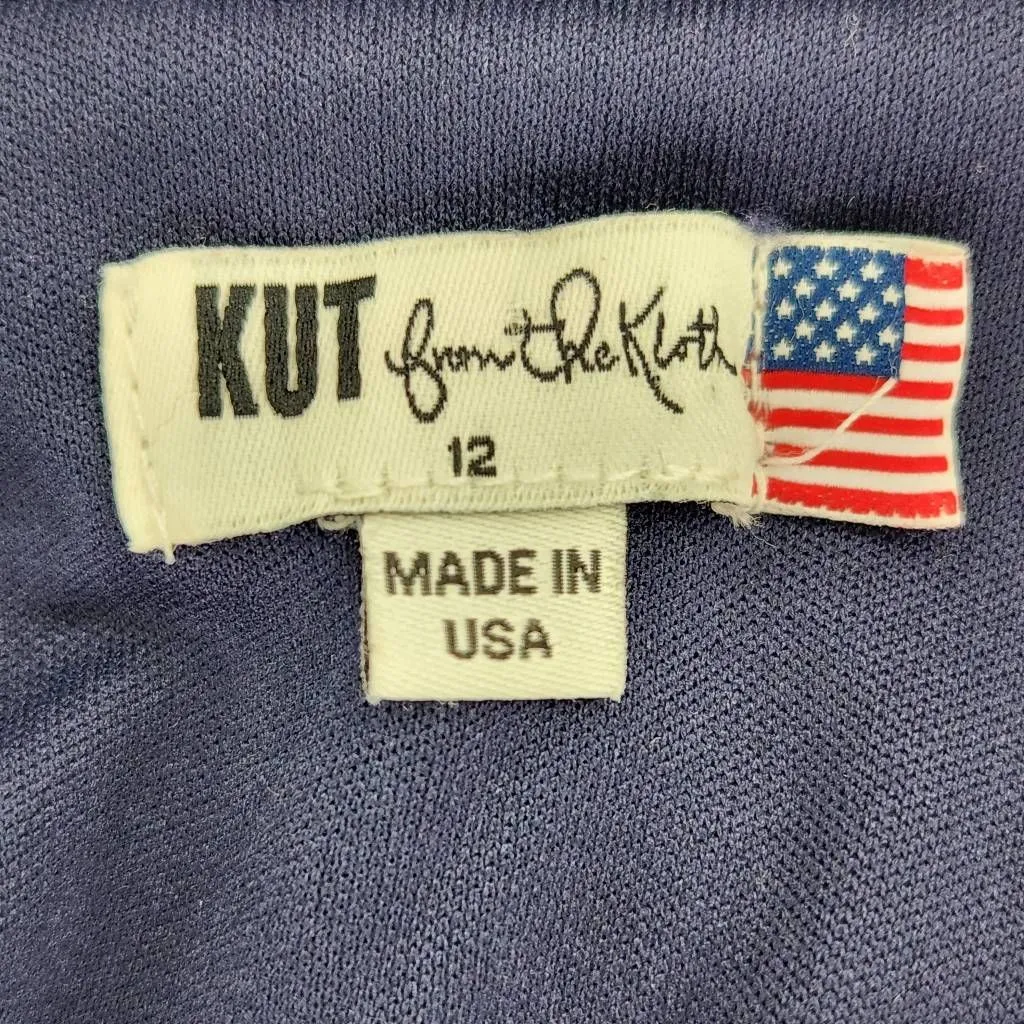 KUT from the Kloth
12
MADE IN
USA